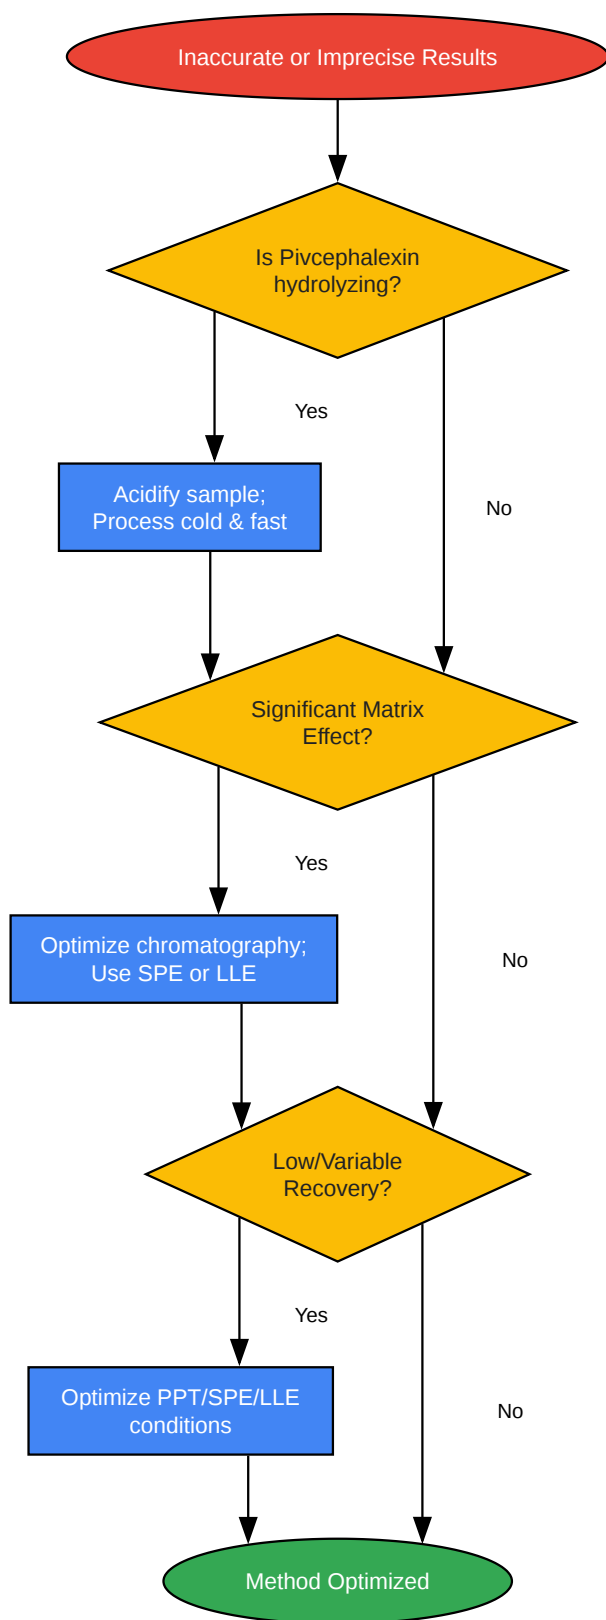 Inaccurate or Imprecise Results
Is Pivcephalexin
hydrolyzing?
Yes
Acidify sample;
Process cold & fast
No
Significant Matrix
Effect?
Yes
Optimize chromatography;
Use SPE or LLE
No
Low/Variable
Recovery?
Yes
Optimize PPT/SPE/LLE
conditions
No
Method Optimized